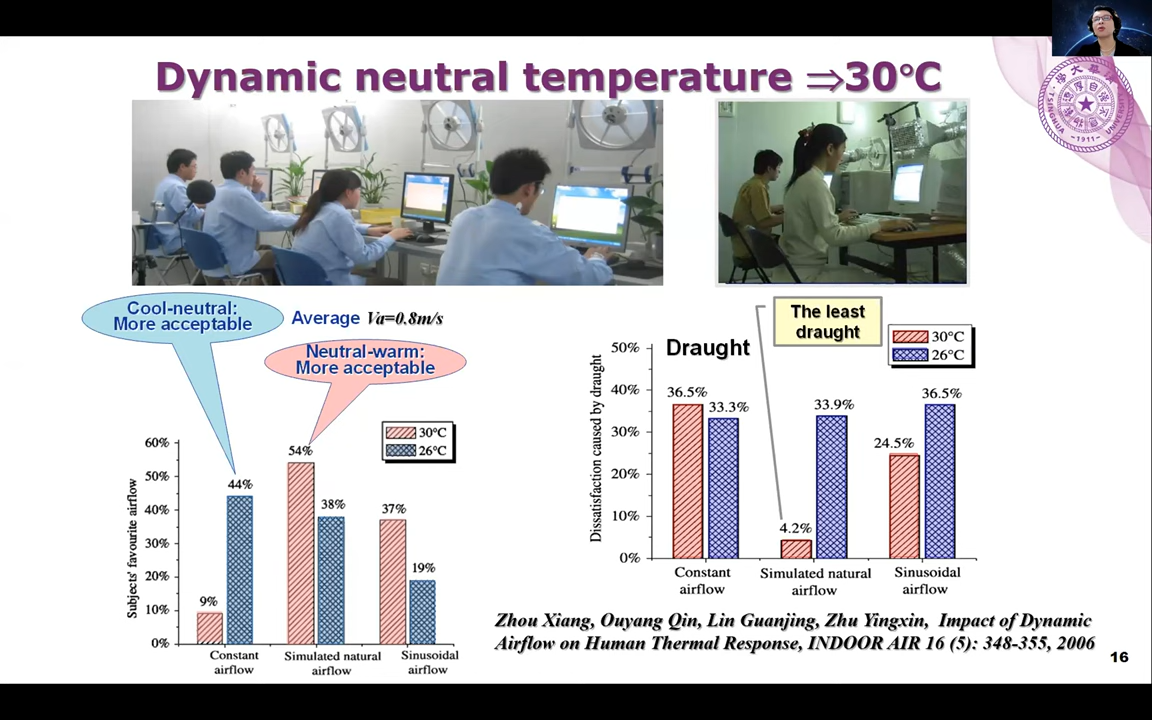 Dynamic neutral temperature ⇒30°C
TSINGHUA UNIVERSITY
-1911-
Cool-neutral:
More acceptable
Average Va=0.8m/s
Neutral-warm:
More acceptable
Subjects' favourite airflow
60%
50%
40%
30%
20%
10%
0%
30°C
26°C
9%
44%
54%
38%
37%
19%
Constant
airflow
Simulated natural
airflow
Sinusoidal
airflow
The least
draught
Draught
Dissatisfaction caused by draught
50%
40%
30%
20%
10%
0%
30°C
26°C
36.5%
33.3%
4.2%
33.9%
24.5%
36.5%
Constant
airflow
Simulated natural
airflow
Sinusoidal
airflow
Zhou Xiang, Ouyang Qin, Lin Guanjing, Zhu Yingxin, Impact of Dynamic
Airflow on Human Thermal Response, INDOOR AIR 16 (5): 348-355, 2006
16